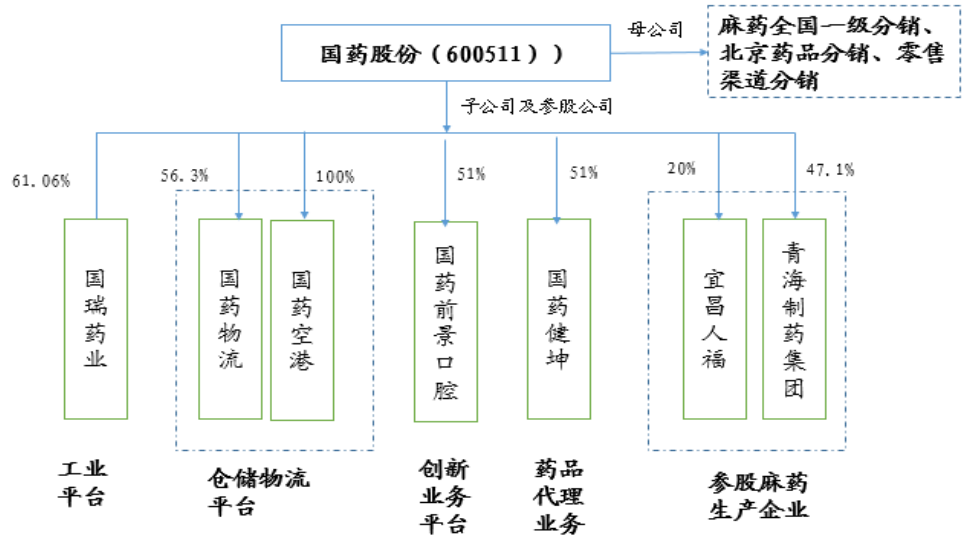 国药股份（600511））
母公司
麻药全国一级分销、
北京药品分销、零售
渠道分销
子公司及参股公司
61.06%
56.3%
100%
51%
51%
20%
47.1%
国瑞药业
国药物流
国药空港
国药前景口腔
国药健坤
宜昌人福
青海制药集团
工业
平台
仓储物流
平台
创新
业务
平台
药品
代理
业务
参股麻药
生产企业